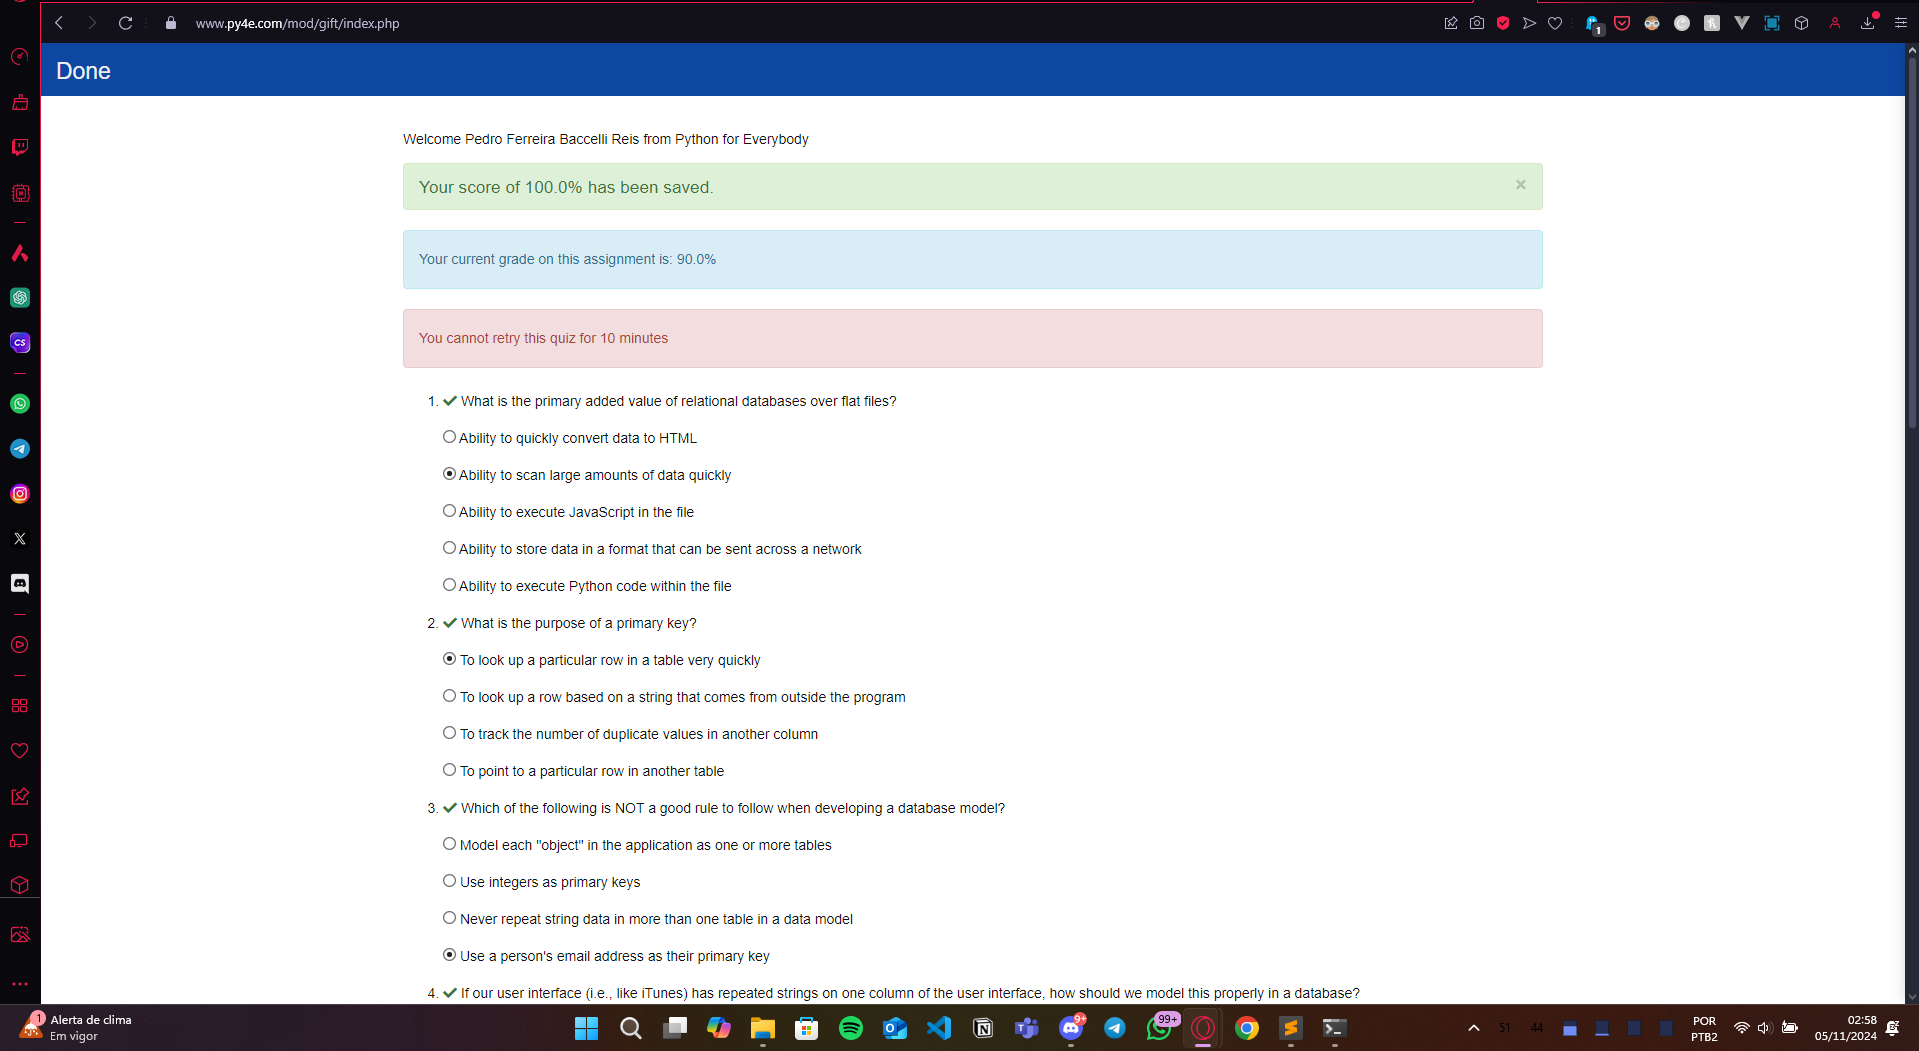 www.py4e.com/mod/gift/index.php
1
Done
Welcome Pedro Ferreira Baccelli Reis from Python for Everybody
Your score of 100.0% has been saved.
×
Your current grade on this assignment is: 90.0%
You cannot retry this quiz for 10 minutes
1. What is the primary added value of relational databases over flat files?
Ability to quickly convert data to HTML
Ability to scan large amounts of data quickly
Ability to execute JavaScript in the file
Ability to store data in a format that can be sent across a network
Ability to execute Python code within the file
2. What is the purpose of a primary key?
To look up a particular row in a table very quickly
To look up a row based on a string that comes from outside the program
To track the number of duplicate values in another column
To point to a particular row in another table
3. Which of the following is NOT a good rule to follow when developing a database model?
Model each "object" in the application as one or more tables
Use integers as primary keys
Never repeat string data in more than one table in a data model
Use a person's email address as their primary key
4. If our user interface (i.e., like iTunes) has repeated strings on one column of the user interface, how should we model this properly in a database?
CS
1
Alerta de clima
Em vigor
9+
99+
51
44
POR
PTB2
02:58
05/11/2024